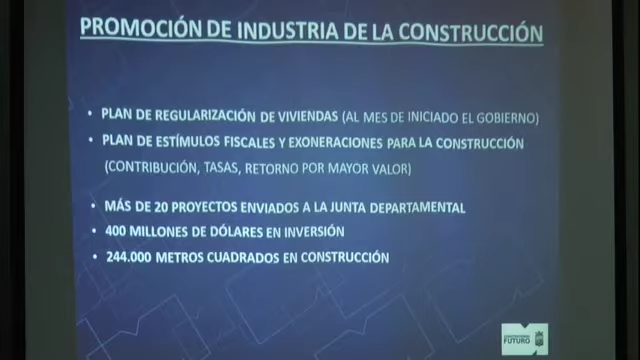 PROMOCIÓN DE INDUSTRIA DE LA CONSTRUCCIÓN
• PLAN DE REGULARIZACIÓN DE VIVIENDAS (AL MES DE INICIADO EL GOBIERNO)
• PLAN DE ESTÍMULOS FISCALES Y EXONERACIONES PARA LA CONSTRUCCIÓN
(CONTRIBUCIÓN, TASAS, RETORNO POR MAYOR VALOR)
• MÁS DE 20 PROYECTOS ENVIADOS A LA JUNTA DEPARTAMENTAL
• 400 MILLONES DE DÓLARES EN INVERSIÓN
• 244.000 METROS CUADRADOS EN CONSTRUCCIÓN
FUTURO